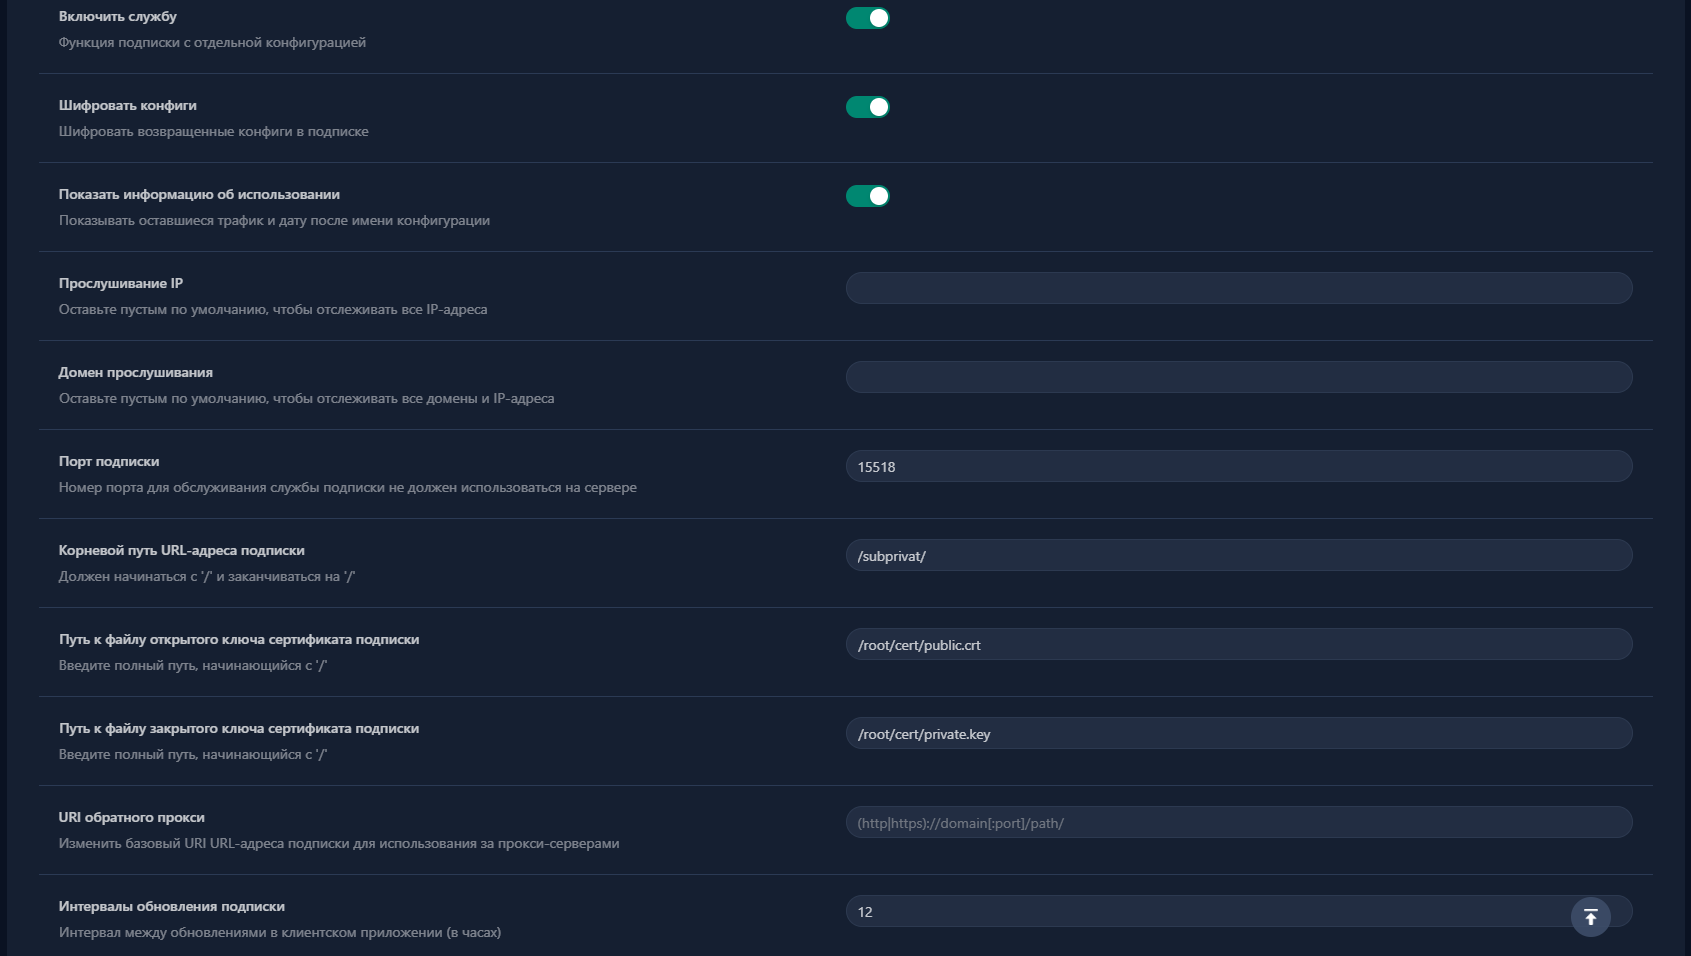 Включить службу
Функция подписки с отдельной конфигурацией
Шифровать конфиги
Шифровать возвращенные конфиги в подписке
Показать информацию об использовании
Показывать оставшиеся трафик и дату после имени конфигурации
Прослушивание IP
Оставьте пустым по умолчанию, чтобы отслеживать все IP-адреса
Домен прослушивания
Оставьте пустым по умолчанию, чтобы отслеживать все домены и IP-адреса
Порт подписки
15518
Номер порта для обслуживания службы подписки не должен использоваться на сервере
Корневой путь URL-адреса подписки
/subprivat/
Должен начинаться с '/' и заканчиваться на '/'
Путь к файлу открытого ключа сертификата подписки
/root/cert/public.crt
Введите полный путь, начинающийся с '/'
Путь к файлу закрытого ключа сертификата подписки
/root/cert/private.key
Введите полный путь, начинающийся с '/'
URI обратного прокси
(http|https)://domain[:port]/path/
Изменить базовый URI URL-адреса подписки для использования за прокси-серверами
Интервалы обновления подписки
12
Интервал между обновлениями в клиентском приложении (в часах)